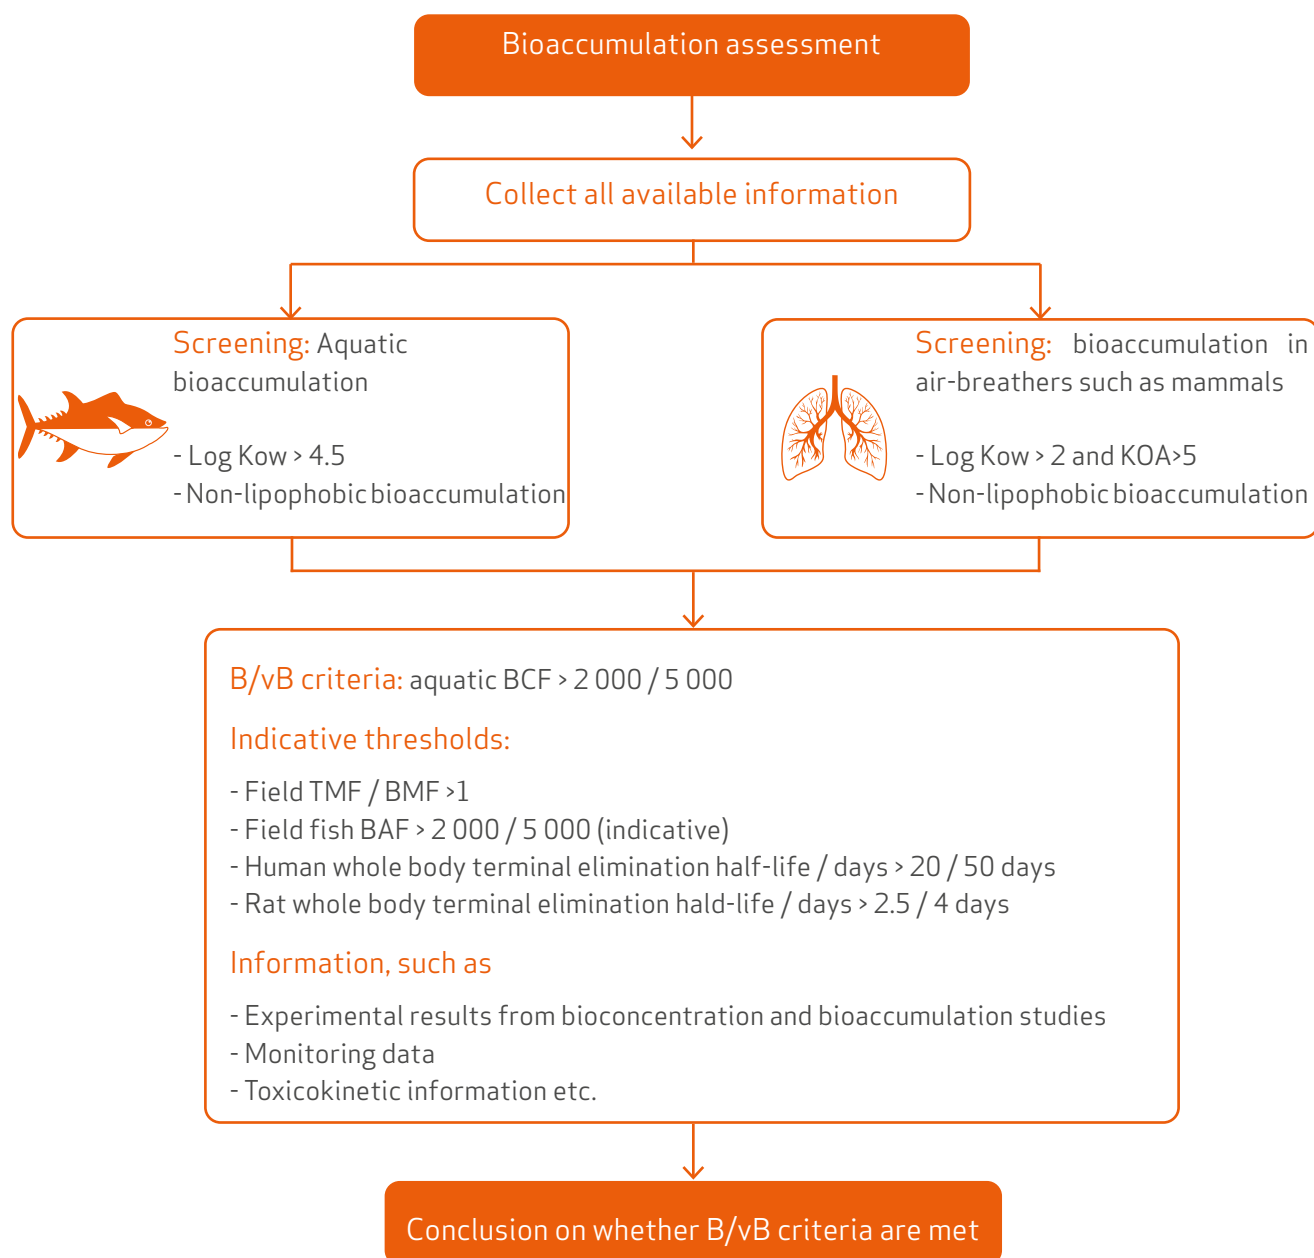 Bioaccumulation assessment
Collect all available information
Screening: Aquatic
bioaccumulation
- Log Kow > 4.5
- Non-lipophobic bioaccumulation
Screening: bioaccumulation in
air-breathers such as mammals
- Log Kow > 2 and KOA>5
- Non-lipophobic bioaccumulation
B/vB criteria: aquatic BCF > 2 000 / 5 000
Indicative thresholds:
- Field TMF / BMF >1
- Field fish BAF > 2 000 / 5 000 (indicative)
- Human whole body terminal elimination half-life / days > 20 / 50 days
- Rat whole body terminal elimination hald-life / days > 2.5 / 4 days
Information, such as
- Experimental results from bioconcentration and bioaccumulation studies
- Monitoring data
- Toxicokinetic information etc.
Conclusion on whether B/vB criteria are met